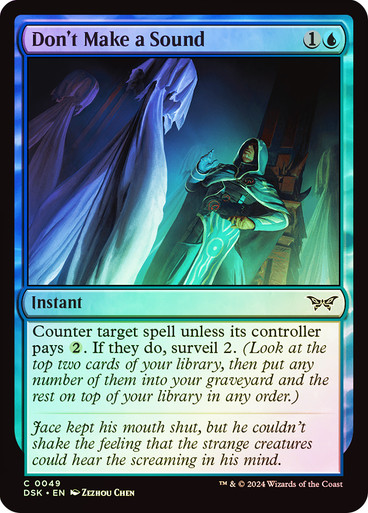 Don't Make a Sound 1
Instant
Counter target spell unless its controller
pays 2. If they do, surveil 2. (Look at the
top two cards of your library, then put any
number of them into your graveyard and the
rest on top of your library in any order.)
Jace kept his mouth shut, but he couldn't
shake the feeling that the strange creatures
could hear the screaming in his mind.
C 0049
DSK • EN Zezhou Chen
™ & © 2024 Wizards of the Coast